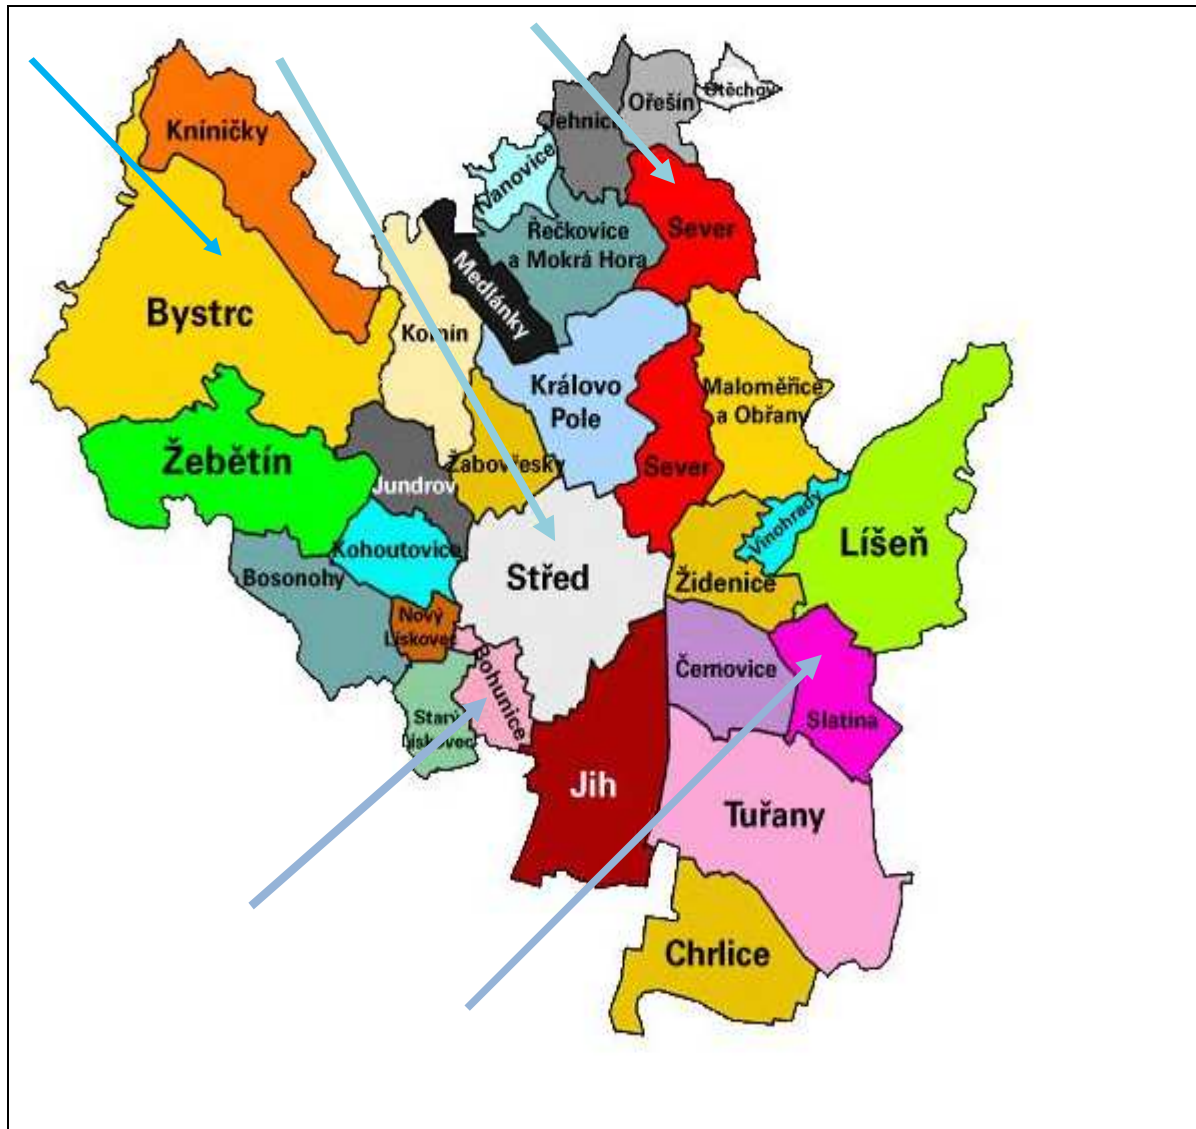 Útěchov
Ořešín
Jehnice
Kníničky
Ivanovice
Sever
Řečkovice
a Mokrá Hora
Medlánky
Bystrc
Komín
Královo
Pole
Maloměřice
a Obřany
Žebětín
Žabovřesky
Sever
Jundrov
Vinohrady
Líšeň
Kohoutovice
Bosonohy
Střed
Židenice
Nový
Lískovec
Bohunice
Černovice
Starý
Lískovec
Slatina
Jih
Tuřany
Chrlice